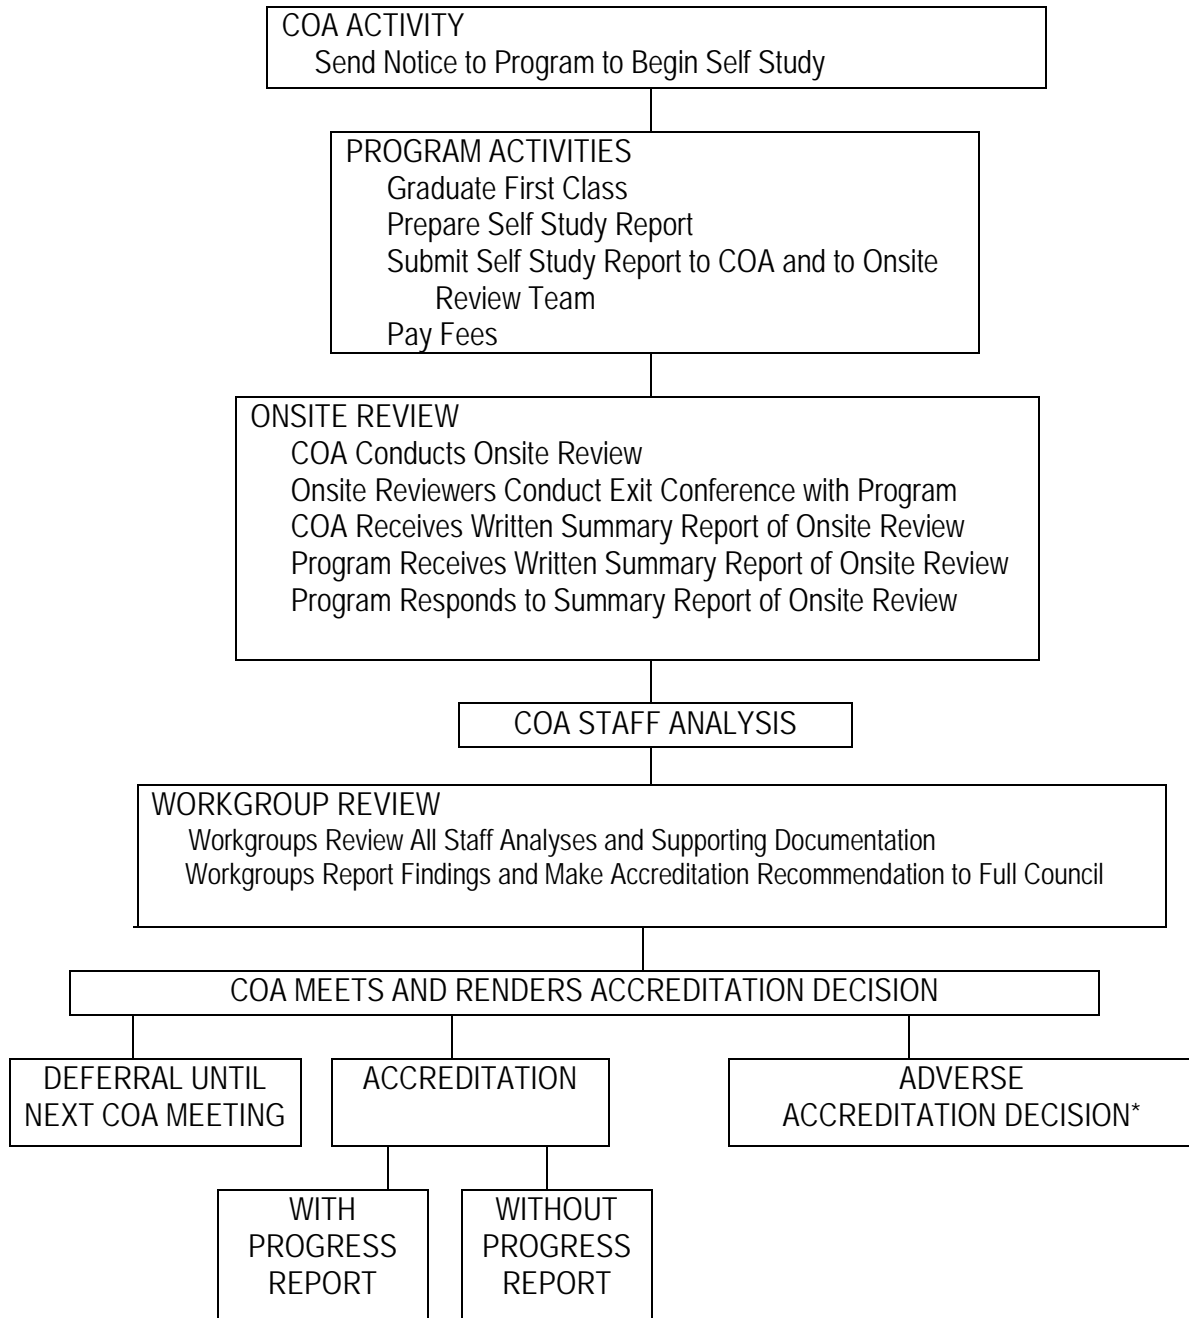 COA ACTIVITY
Send Notice to Program to Begin Self Study
PROGRAM ACTIVITIES
Graduate First Class
Prepare Self Study Report
Submit Self Study Report to COA and to Onsite
Review Team
Pay Fees
ONSITE REVIEW
COA Conducts Onsite Review
Onsite Reviewers Conduct Exit Conference with Program
COA Receives Written Summary Report of Onsite Review
Program Receives Written Summary Report of Onsite Review
Program Responds to Summary Report of Onsite Review
COA STAFF ANALYSIS
WORKGROUP REVIEW
Workgroups Review All Staff Analyses and Supporting Documentation
Workgroups Report Findings and Make Accreditation Recommendation to Full Council
COA MEETS AND RENDERS ACCREDITATION DECISION
DEFERRAL UNTIL
NEXT COA MEETING
ACCREDITATION
ADVERSE
ACCREDITATION DECISION*
WITH
PROGRESS
REPORT
WITHOUT
PROGRESS
REPORT